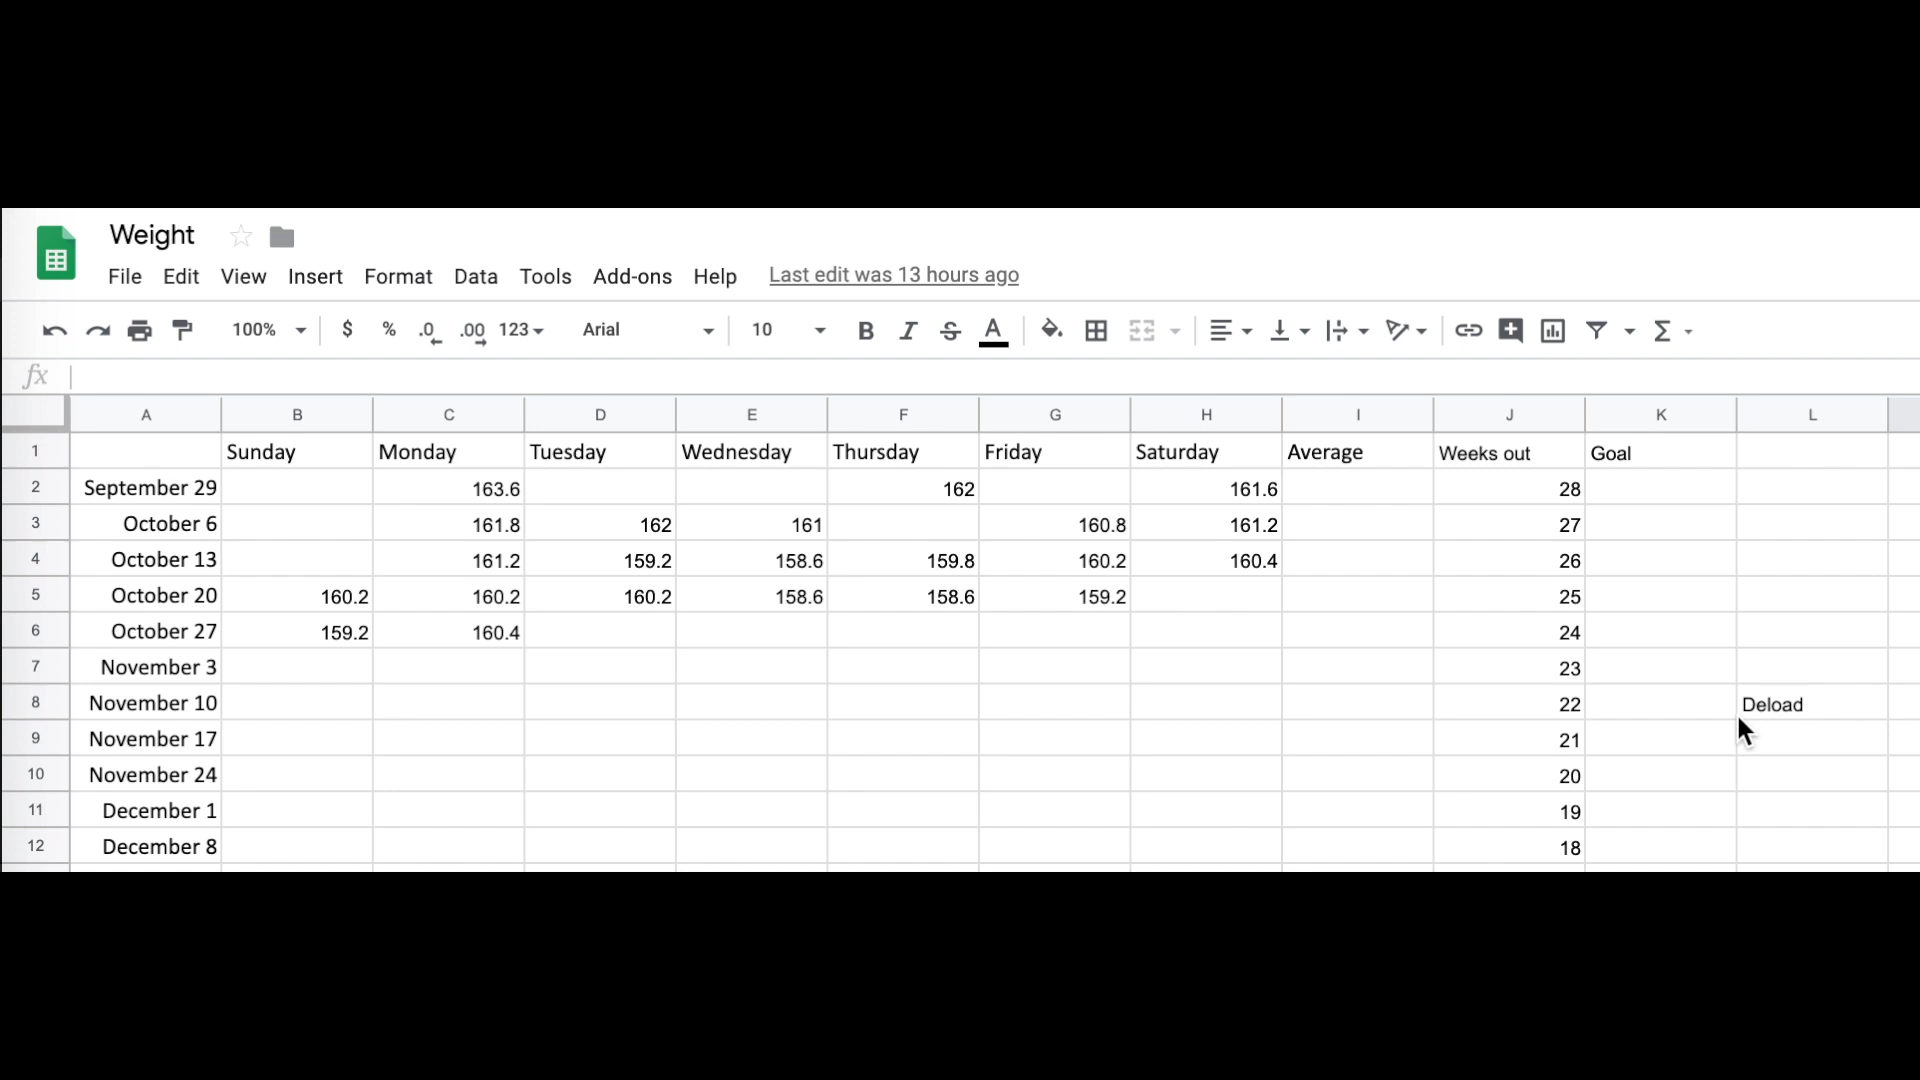 Weight
File Edit View Insert Format Data Tools Add-ons Help Last edit was 13 hours ago
100% $ % .0 .00 123 Arial 10 B I S A Σ
fx
A B C D E F G H I J K L
1 Sunday Monday Tuesday Wednesday Thursday Friday Saturday Average Weeks out Goal
2 September 29 163.6 162 161.6 28
3 October 6 161.8 162 161 160.8 161.2 27
4 October 13 161.2 159.2 158.6 159.8 160.2 160.4 26
5 October 20 160.2 160.2 160.2 158.6 158.6 159.2 25
6 October 27 159.2 160.4 24
7 November 3 23
8 November 10 22 Deload
9 November 17 21
10 November 24 20
11 December 1 19
12 December 8 18